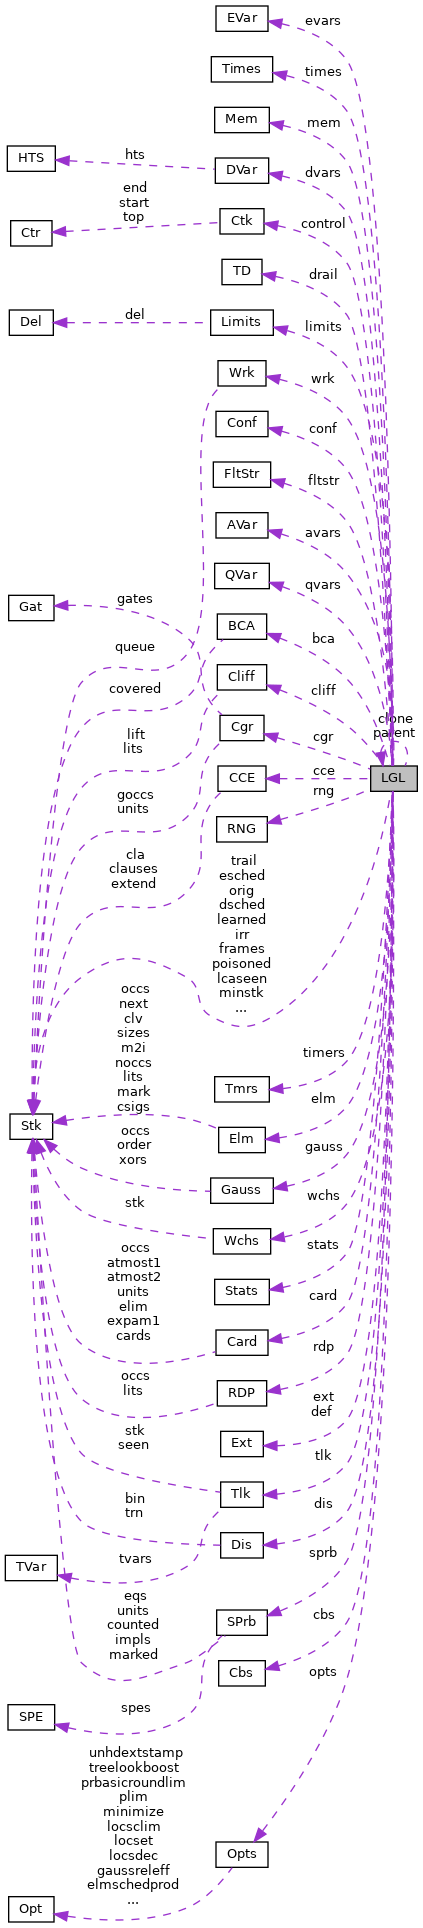 EVar
evars
Times
times
Mem
mem
HTS
hts
DVar
dvars
end
start
top
Ctr
Ctk
control
TD
drail
Del
del
Limits
limits
Wrk
wrk
Conf
conf
FltStr
fltstr
AVar
avars
QVar
qvars
Gat
gates
BCA
bca
queue
Cliff
cliff
covered
clone
parent
Cgr
cgr
lift
lits
LGL
CCE
cce
rng
goccs
units
RNG
cla
clauses
extend
trail
esched
orig
dsched
learned
irr
frames
poisoned
lcaseen
minstk
...
occs
next
clv
sizes
m2i
noccs
lits
mark
csigs
timers
Tmrs
elm
Stk
Elm
occs
order
xors
gauss
Gauss
stk
wchs
Wchs
stats
Stats
occs
atmost1
atmost2
units
elim
expam1
cards
card
Card
rdp
occs
lits
RDP
ext
def
stk
seen
Ext
tlk
bin
trn
Tlk
dis
TVar
tvars
Dis
sprb
eqs
units
counted
impls
marked
SPrb
cbs
Cbs
SPE
spes
opts
unhdextstamp
treelookboost
prbasicroundlim
plim
minimize
locsclim
locset
locsdec
gaussreleff
elmschedprod
...
Opts
Opt